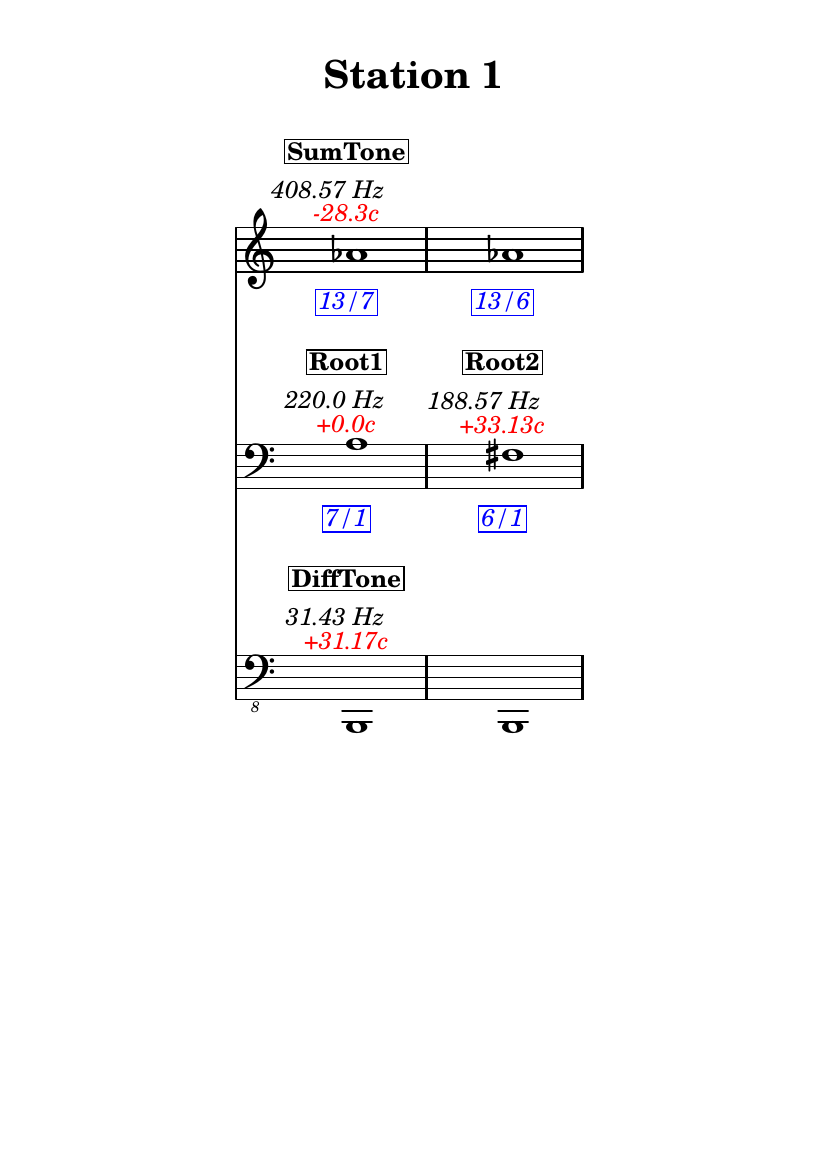 Station 1
SumTone
408.57 Hz
-28.3c
13/7 13/6
Root1 Root2
220.0 Hz 188.57 Hz
+0.0c +33.13c
7/1 6/1
DiffTone
31.43 Hz
+31.17c
8